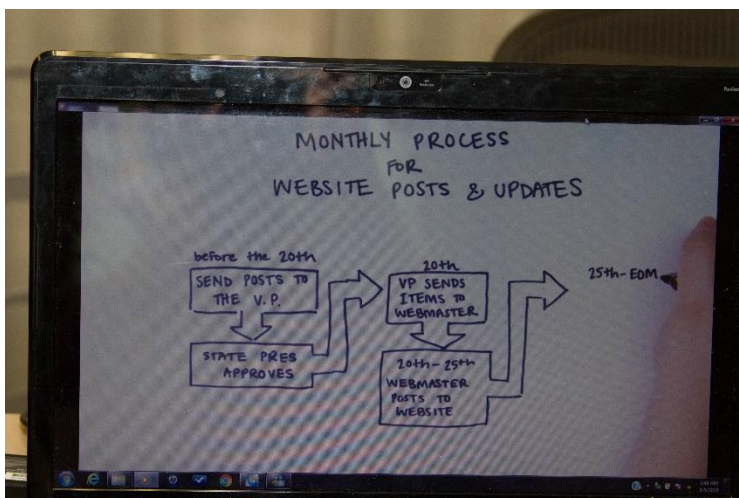 MONTHLY PROCESS
FOR
WEBSITE POSTS & UPDATES
before the 20th
SEND POSTS TO
THE V.P.
STATE PRES
APPROVES
20th
VP SENDS
ITEMS TO
WEBMASTER
20th-25th
WEBMASTER
POSTS TO
WEBSITE
25th-EOM